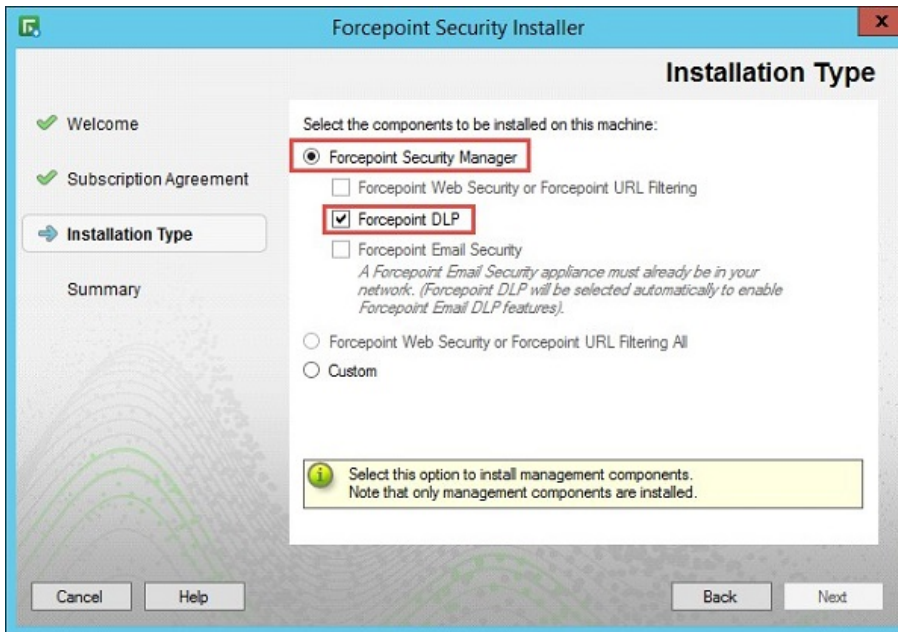 Forcepoint Security Installer
x
Installation Type
Welcome
Subscription Agreement
Installation Type
Summary
Select the components to be installed on this machine:
Forcepoint Security Manager
Forcepoint Web Security or Forcepoint URL Filtering
Forcepoint DLP
Forcepoint Email Security
A Forcepoint Email Security appliance must already be in your
network. (Forcepoint DLP will be selected automatically to enable
Forcepoint Email DLP features).
Forcepoint Web Security or Forcepoint URL Filtering All
Custom
Select this option to install management components.
Note that only management components are installed.
Cancel
Help
Back
Next